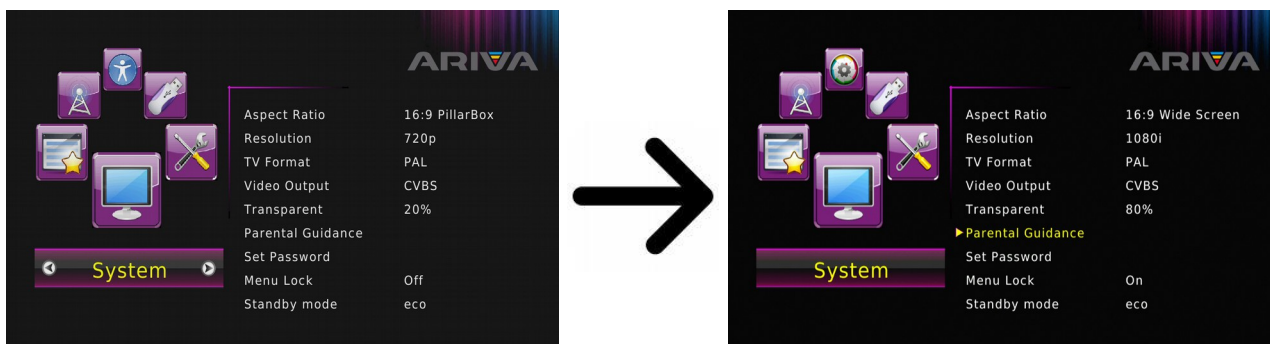 ARIVA
Aspect Ratio 16:9 PillarBox
Resolution 720p
TV Format PAL
Video Output CVBS
Transparent 20%
Parental Guidance
Set Password
Menu Lock Off
Standby mode eco
System
ARIVA
Aspect Ratio 16:9 Wide Screen
Resolution 1080i
TV Format PAL
Video Output CVBS
Transparent 80%
Parental Guidance
Set Password
Menu Lock On
Standby mode eco
System